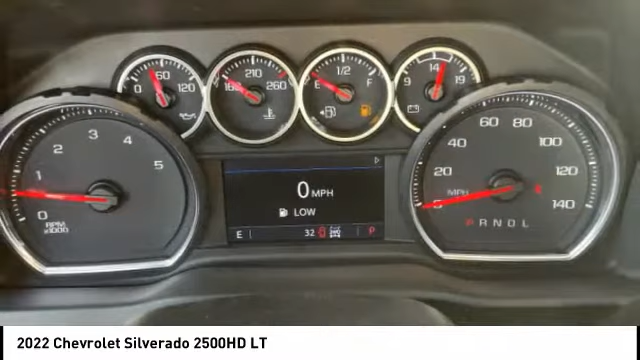 0 60 120
160 210 260
E 1/2 F
9 14 19
0 1 2 3 4 5
RPM
x1000
0 MPH
LOW
E 32 P
20 40 60 80 100 120 140
MPH
P R N D L
2022 Chevrolet Silverado 2500HD LT